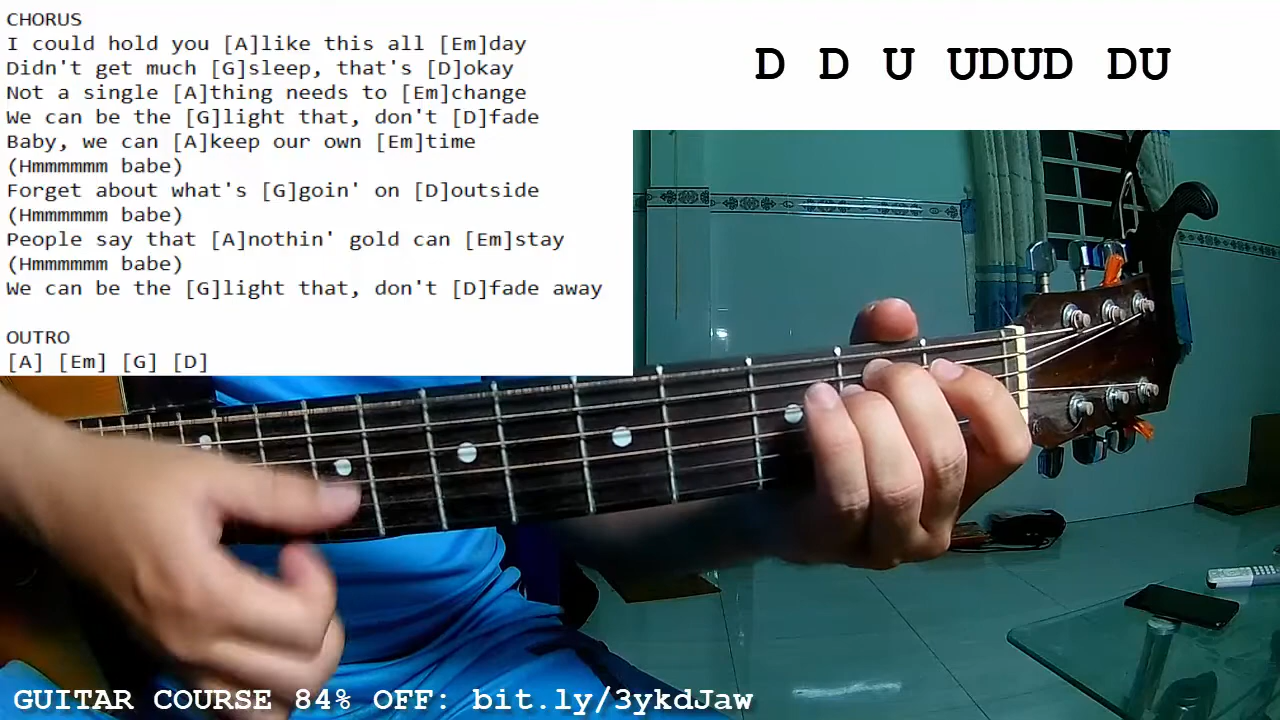 CHORUS
I could hold you [A]like this all [Em]day
Didn't get much [G]sleep, that's [D]okay
Not a single [A]thing needs to [Em]change
We can be the [G]light that, don't [D]fade
Baby, we can [A]keep our own [Em]time
(Hmmmmmm babe)
Forget about what's [G]goin' on [D]outside
(Hmmmmmm babe)
People say that [A]nothin' gold can [Em]stay
(Hmmmmmm babe)
We can be the [G]light that, don't [D]fade away
OUTRO
[A] [Em] [G] [D]
D D U UDUD DU
GUITAR COURSE 84% OFF: bit.ly/3ykdJaw